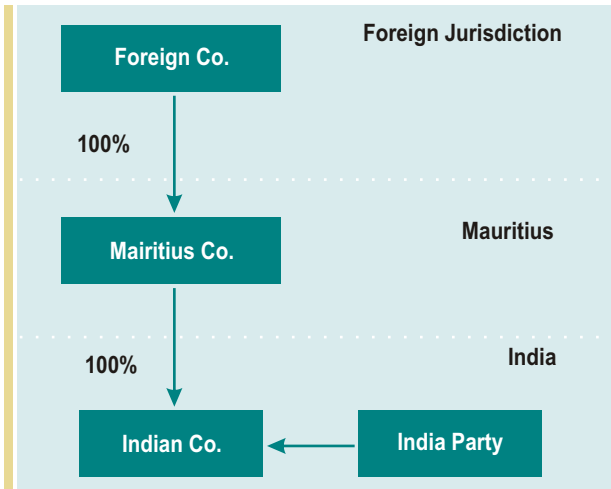 Foreign Jurisdiction
Foreign Co.
100%
Mauritius
Mairitius Co.
India
100%
Indian Co.
India Party